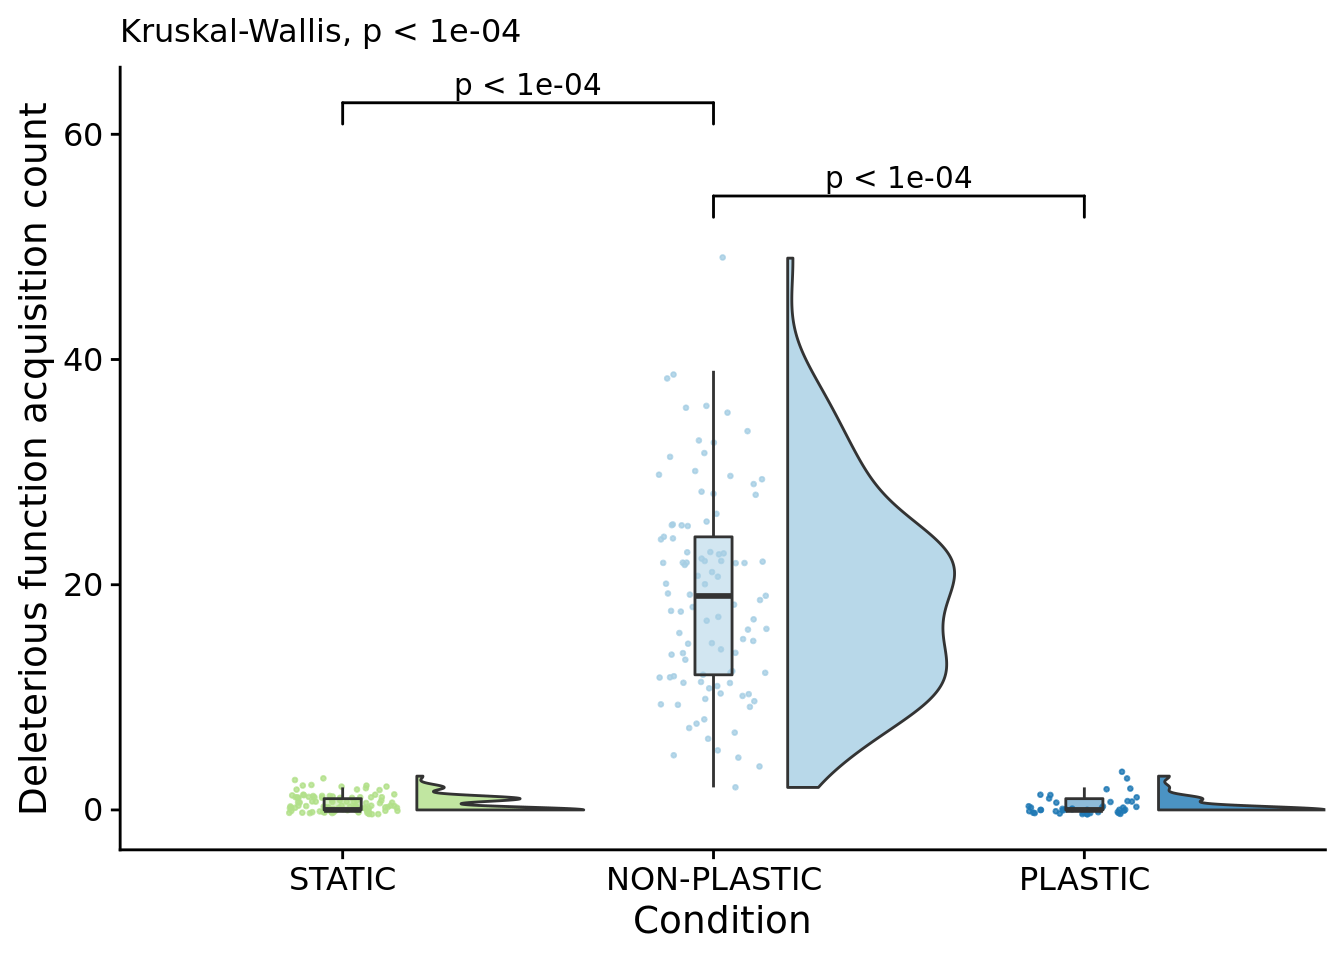 Kruskal-Wallis, p < 1e-04
p < 1e-04
p < 1e-04
Deleterious function acquisition count
60
40
20
0
STATIC
NON-PLASTIC
PLASTIC
Condition